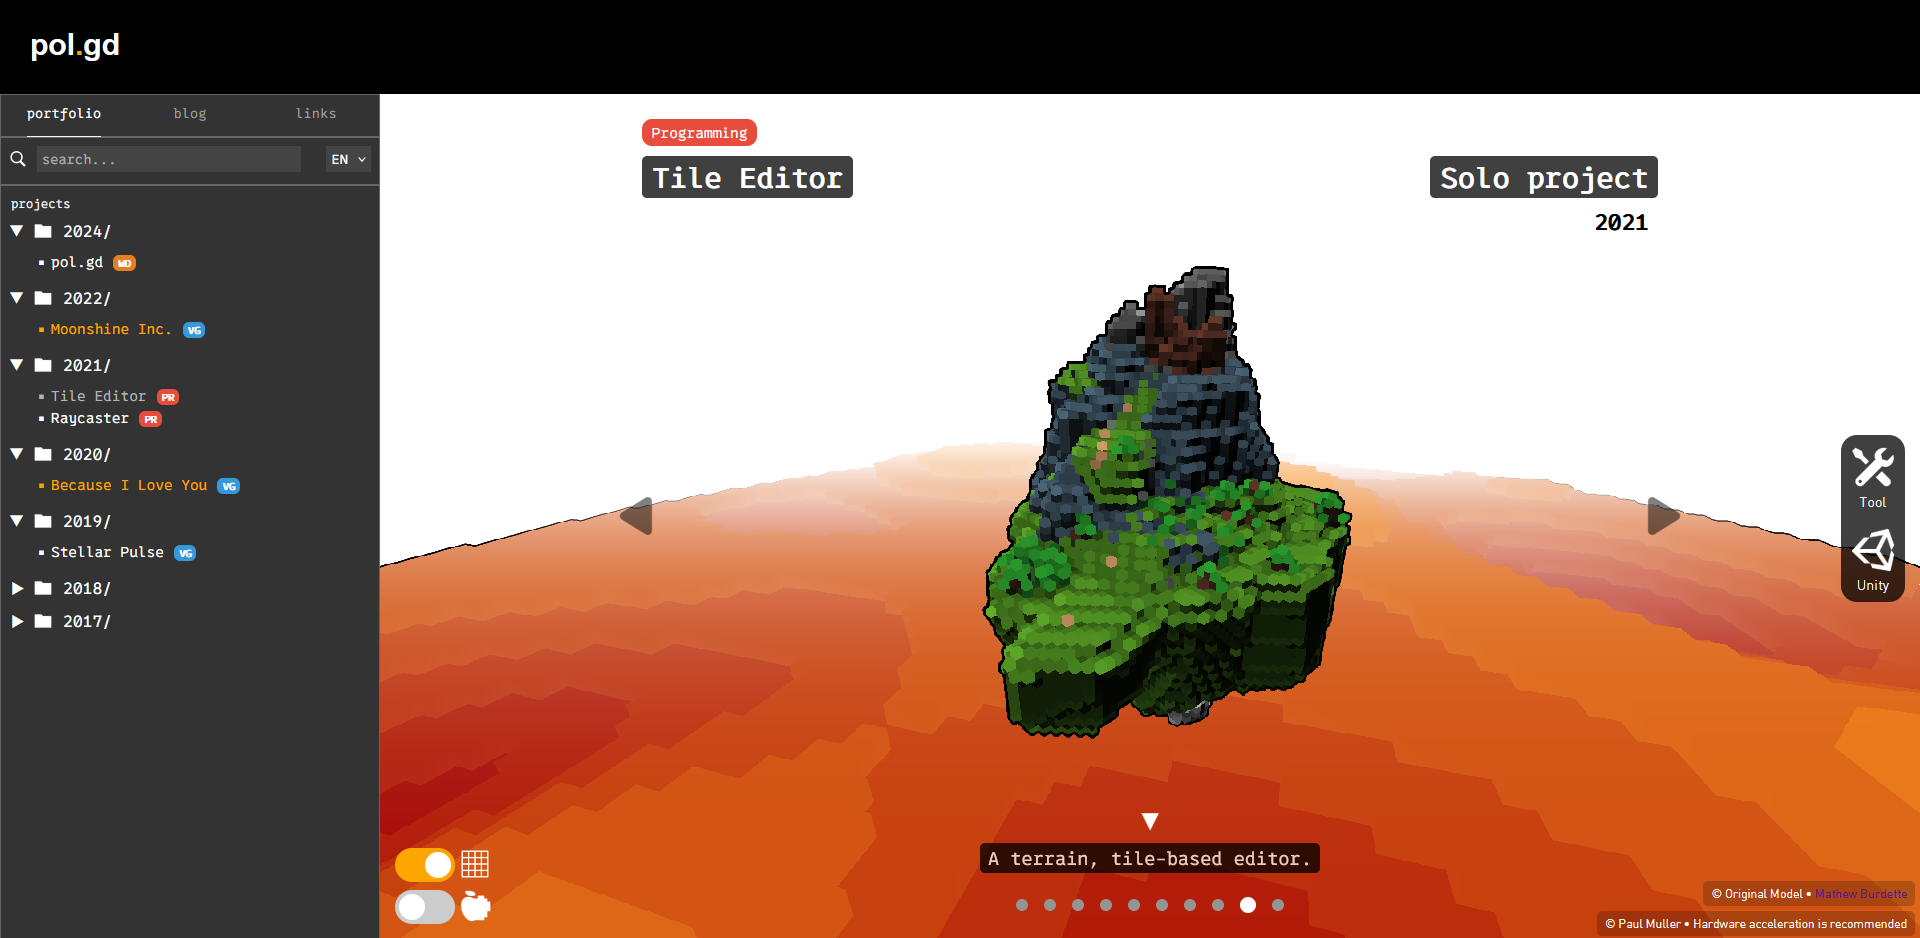 pol.gd
portfolio blog links
search... EN
projects
2024/
pol.gd WD
2022/
Moonshine Inc. VG
2021/
Tile Editor PR
Raycaster PR
2020/
Because I Love You VG
2019/
Stellar Pulse VG
2018/
2017/
Programming
Tile Editor
Solo project
2021
Tool
Unity
A terrain, tile-based editor.
© Original Model • Mathew Burdette
© Paul Muller • Hardware acceleration is recommended